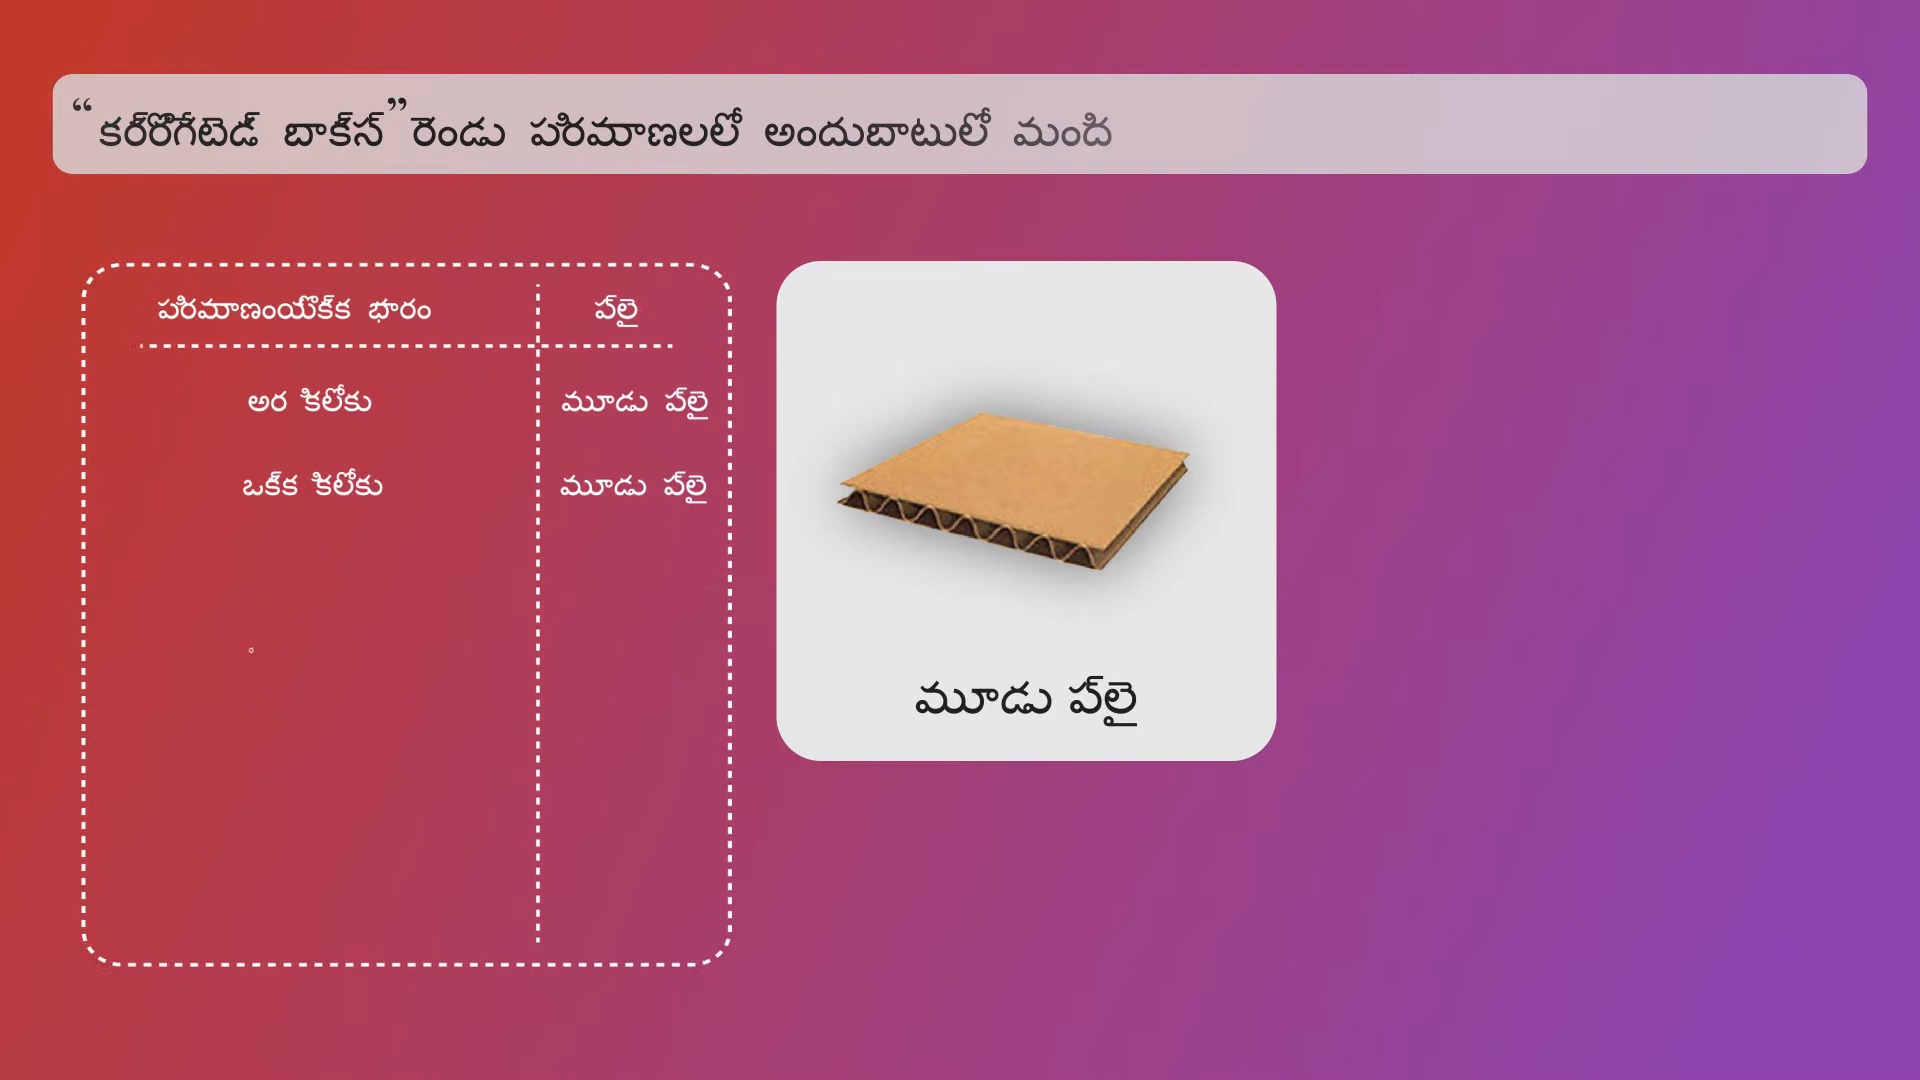 “కర్రోగేటెడ్ బాక్స్”రెండు పరిమాణలలో అందుబాటులో మంది
పరిమాణంయొక్క భారం ప్లై
అర కిలోకు మూడు ప్లై
ఒక్క కిలోకు మూడు ప్లై
మూడు ప్లై